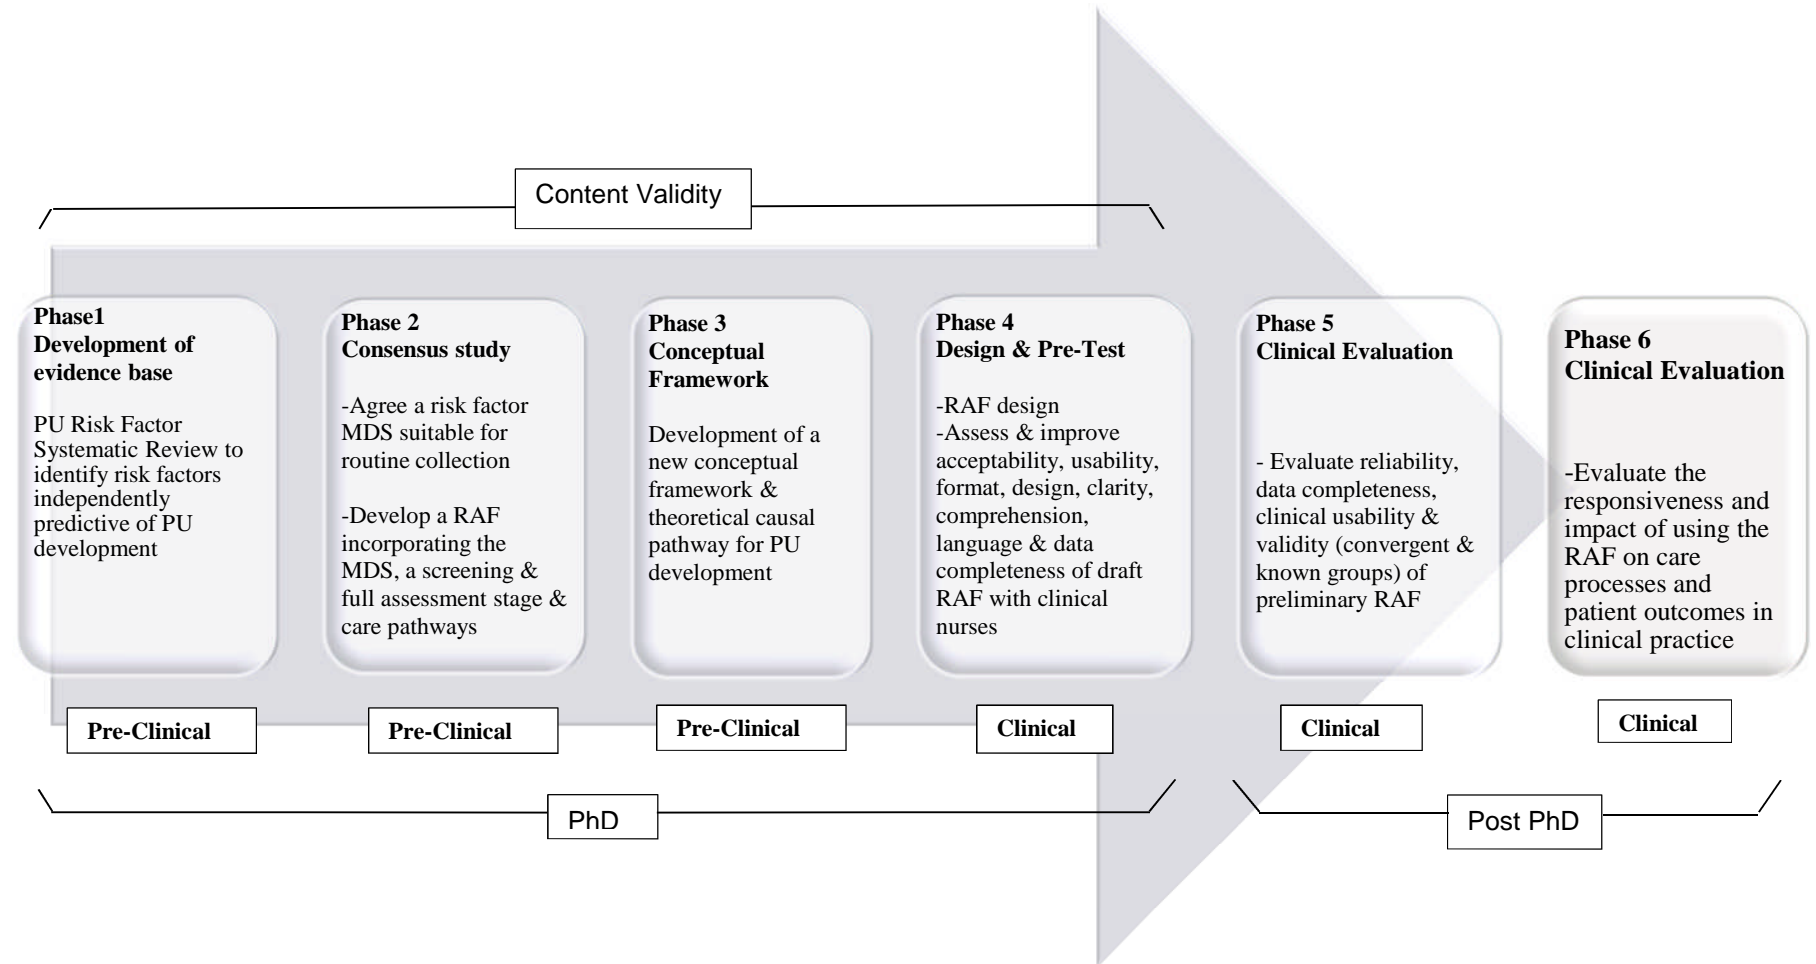 Content Validity
Phase1
Development of
evidence base
PU Risk Factor
Systematic Review to
identify risk factors
independently
predictive of PU
development
Phase 2
Consensus study
-Agree a risk factor
MDS suitable for
routine collection
-Develop a RAF
incorporating the
MDS, a screening &
full assessment stage &
care pathways
Phase 3
Conceptual
Framework
Development of a
new conceptual
framework &
theoretical causal
pathway for PU
development
Phase 4
Design & Pre-Test
-RAF design
-Assess & improve
acceptability, usability,
format, design, clarity,
comprehension,
language & data
completeness of draft
RAF with clinical
nurses
Phase 5
Clinical Evaluation
- Evaluate reliability,
data completeness,
clinical usability &
validity (convergent &
known groups) of
preliminary RAF
Phase 6
Clinical Evaluation
-Evaluate the
responsiveness and
impact of using the
RAF on care
processes and
patient outcomes in
clinical practice
Pre-Clinical
Pre-Clinical
Pre-Clinical
Clinical
Clinical
Clinical
PhD
Post PhD